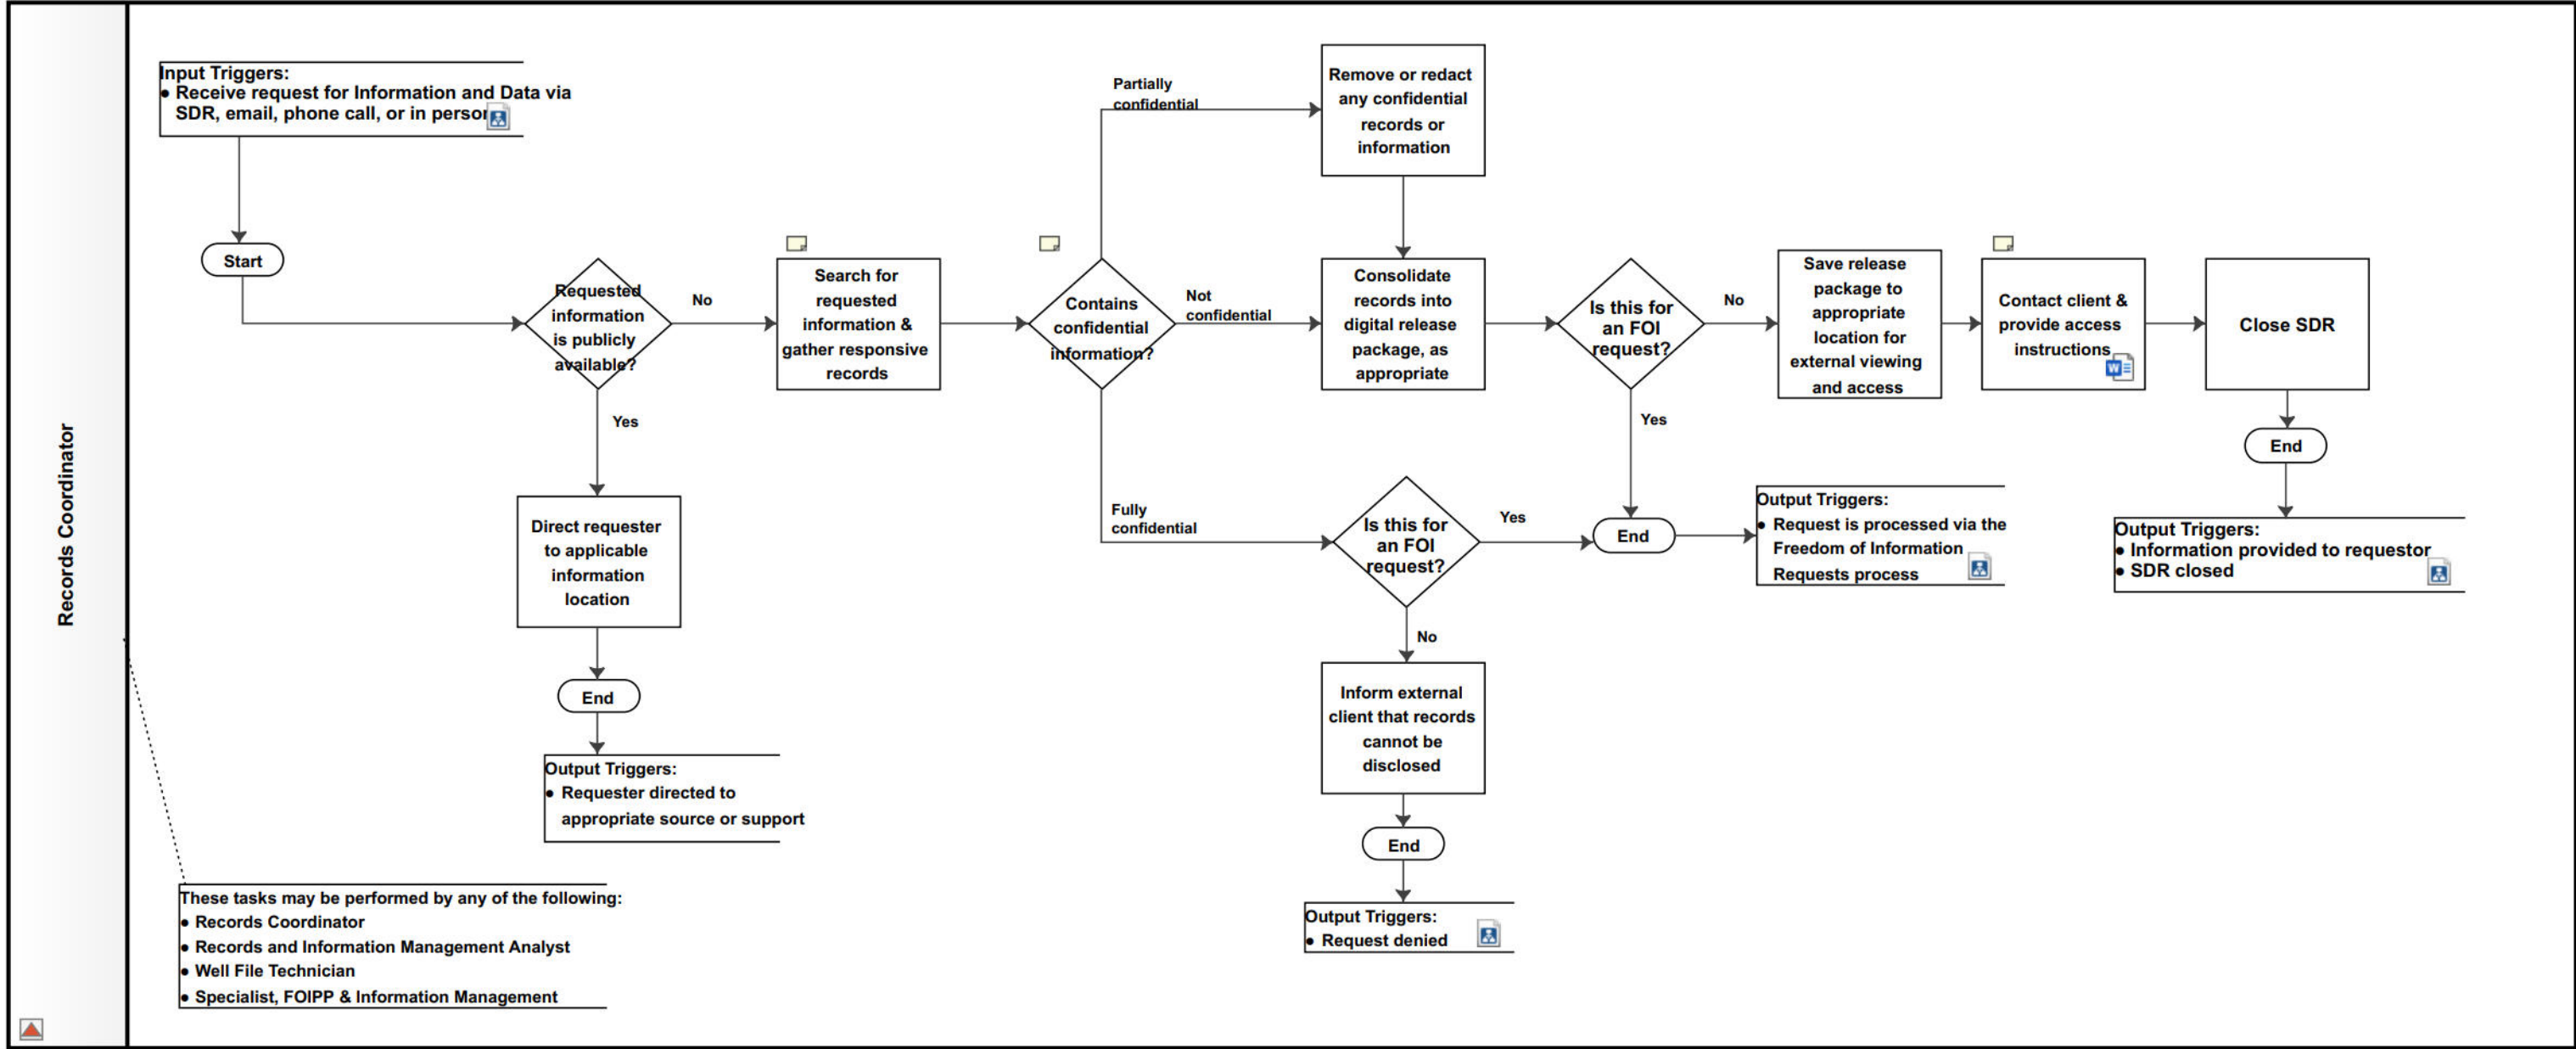 Records Coordinator
Input Triggers:
● Receive request for Information and Data via
SDR, email, phone call, or in person
Start
Requested
information
is publicly
available?
No
Yes
Search for
requested
information &
gather responsive
records
Contains
confidential
information?
Partially
confidential
Not
confidential
Fully
confidential
Remove or redact
any confidential
records or
information
Consolidate
records into
digital release
package, as
appropriate
Is this for
an FOI
request?
No
Yes
Save release
package to
appropriate
location for
external viewing
and access
Contact client &
provide access
instructions
W
Close SDR
End
Output Triggers:
● Information provided to requestor
● SDR closed
Is this for
an FOI
request?
Yes
No
End
Output Triggers:
● Request is processed via the
Freedom of Information
Requests process
Inform external
client that records
cannot be
disclosed
End
Output Triggers:
● Request denied
Direct requester
to applicable
information
location
End
Output Triggers:
● Requester directed to
appropriate source or support
These tasks may be performed by any of the following:
● Records Coordinator
● Records and Information Management Analyst
● Well File Technician
● Specialist, FOIPP & Information Management